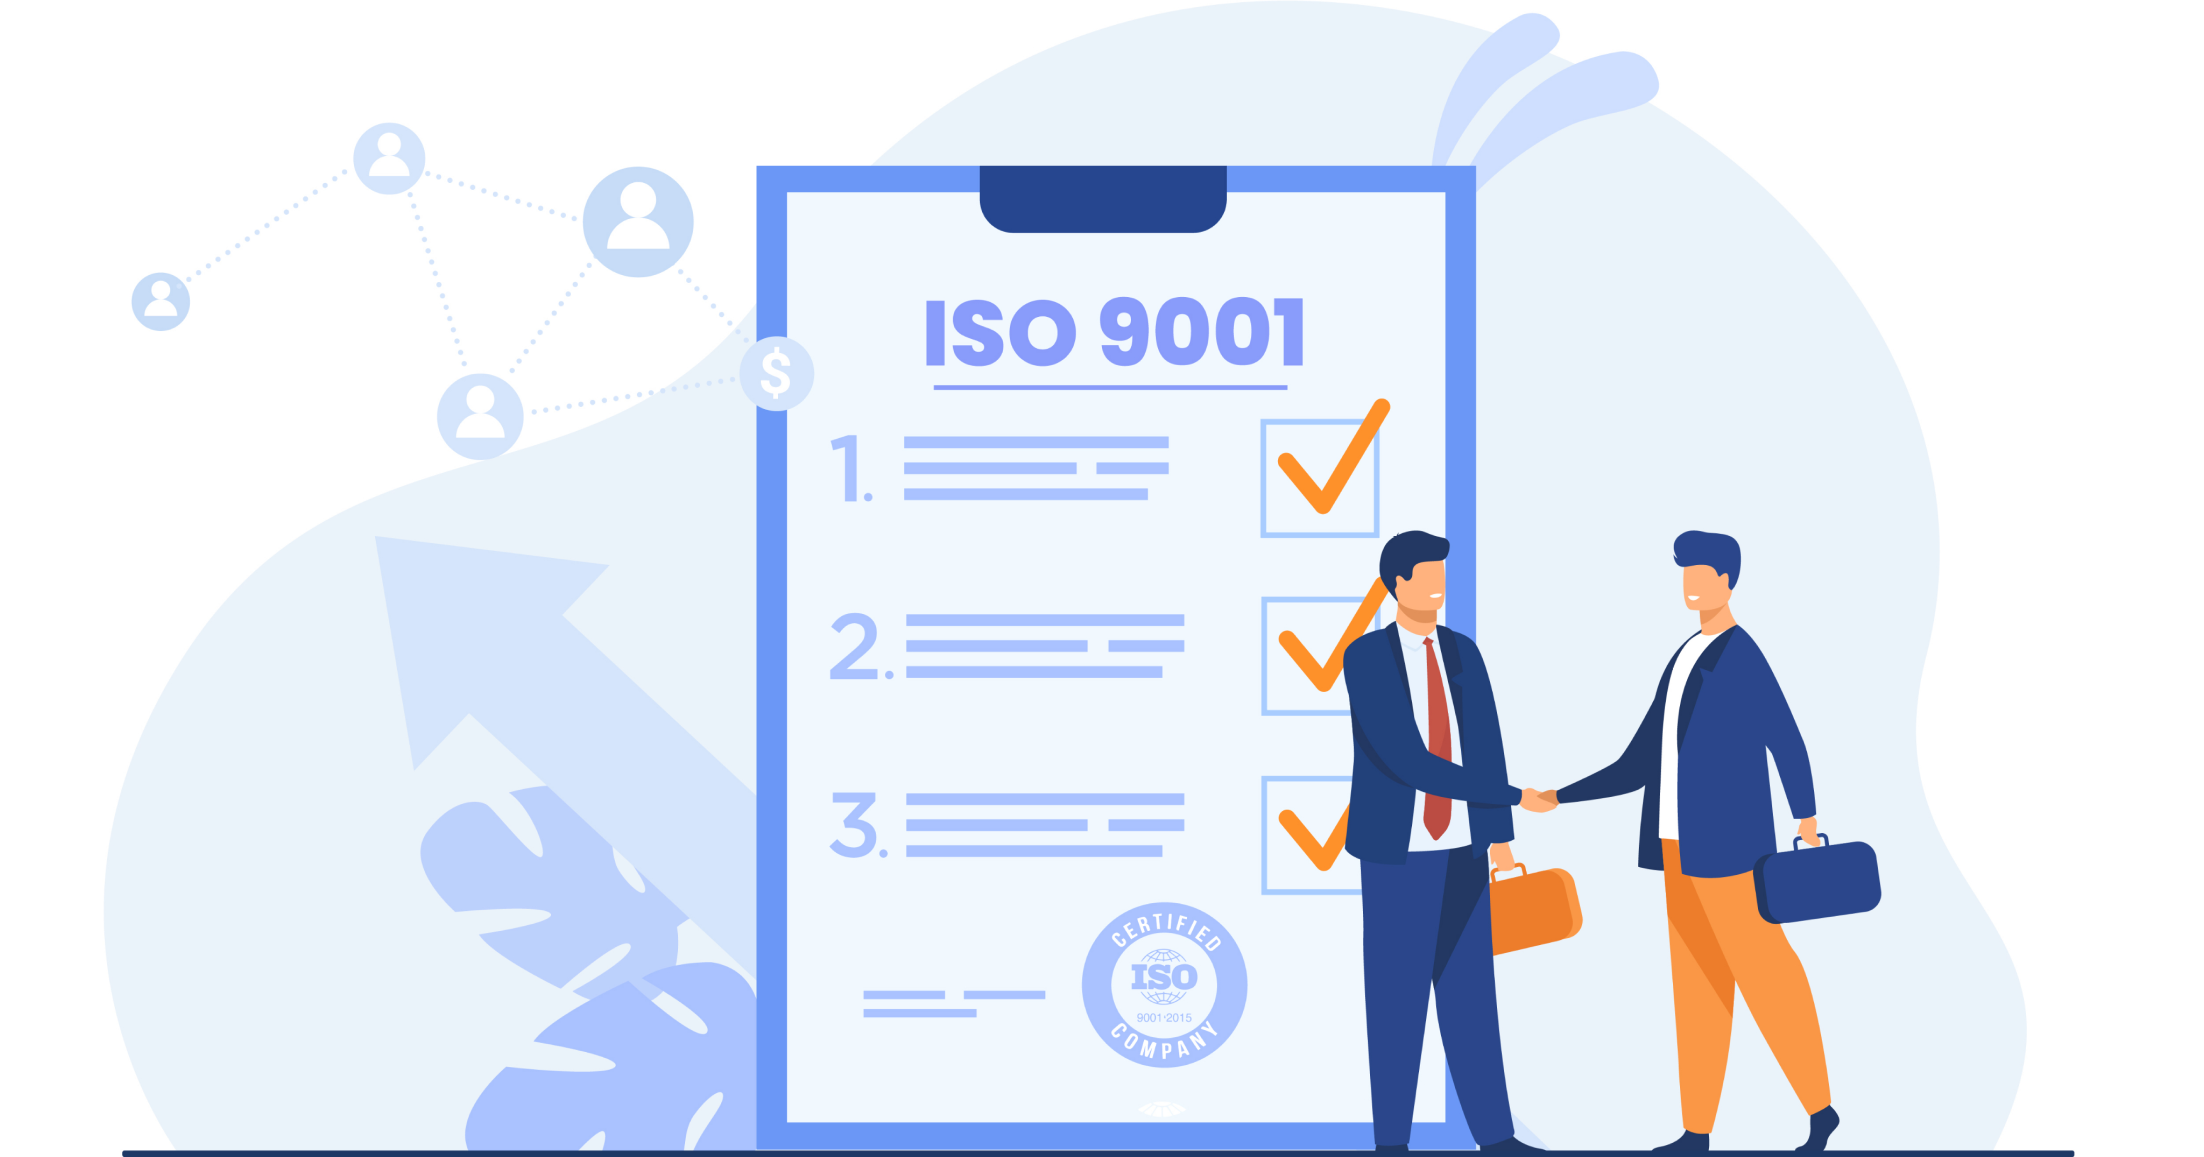 ISO 9001
$
1.
2.
3.
CERTIFIED
ISO
9001•2015
COMPANY